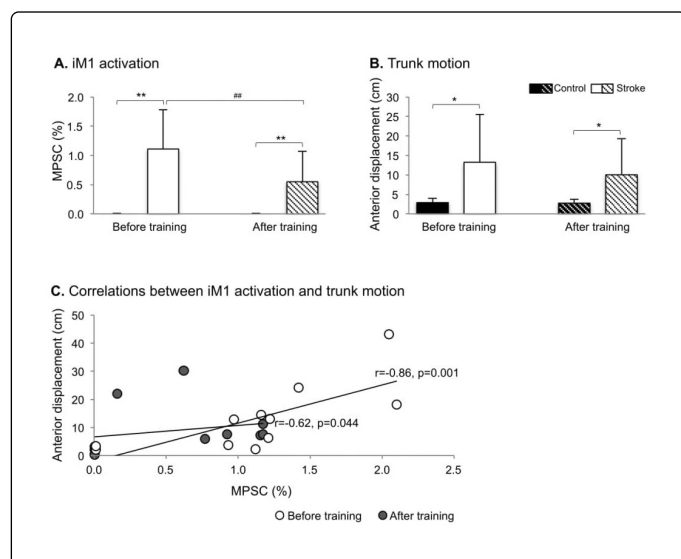 A. iM1 activation
MPSC (%)
2.0
1.5
1.0
0.5
0.0
**
##
**
Before training
After training
B. Trunk motion
Control
Stroke
Anterior displacement (cm)
30
25
20
15
10
5
0
*
*
Before training
After training
C. Correlations between iM1 activation and trunk motion
Anterior displacement (cm)
50
40
30
20
10
0
r=-0.86, p=0.001
r=-0.62, p=0.044
0.0 0.5 1.0 1.5 2.0 2.5
MPSC (%)
Before training
After training